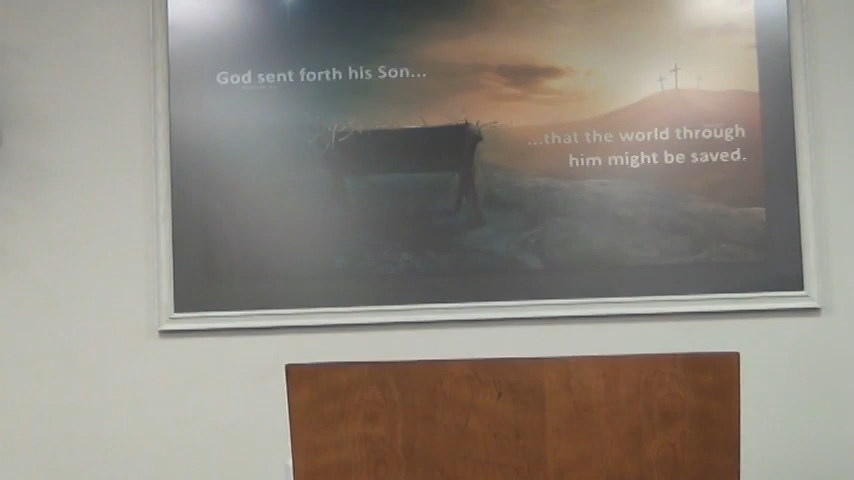 God sent forth his Son...
...that the world through
him might be saved.